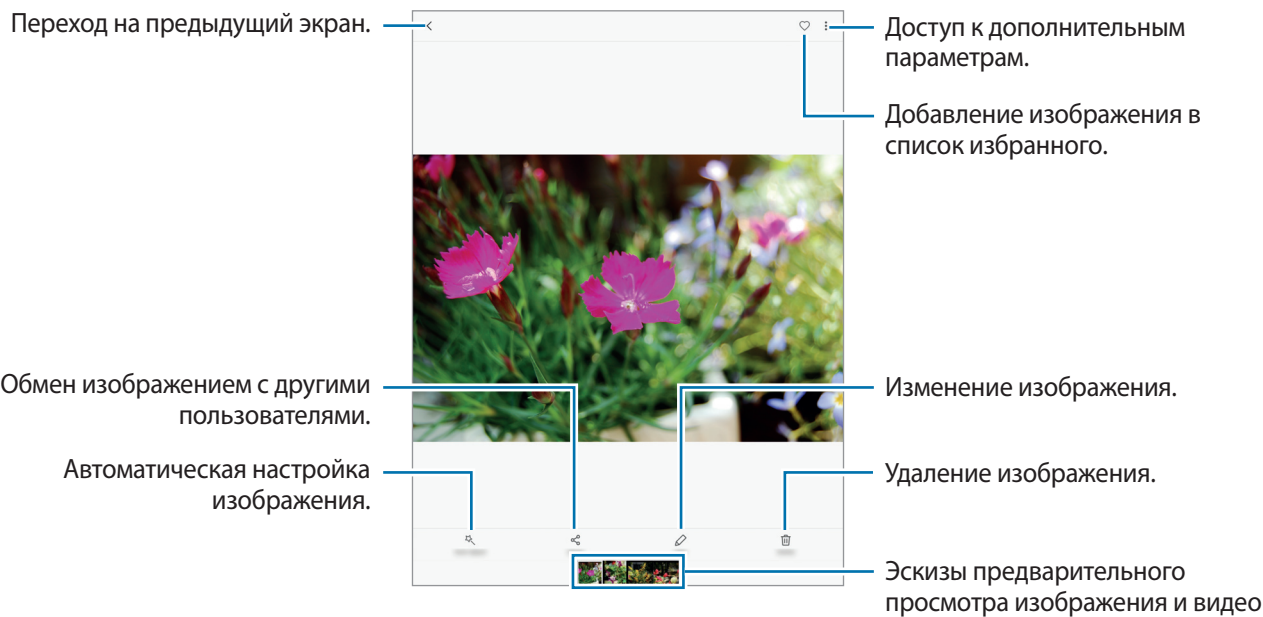 Переход на предыдущий экран.
Доступ к дополнительным
параметрам.
Добавление изображения в
список избранного.
Обмен изображением с другими
пользователями.
Изменение изображения.
Автоматическая настройка
изображения.
Удаление изображения.
Эскизы предварительного
просмотра изображения и видео